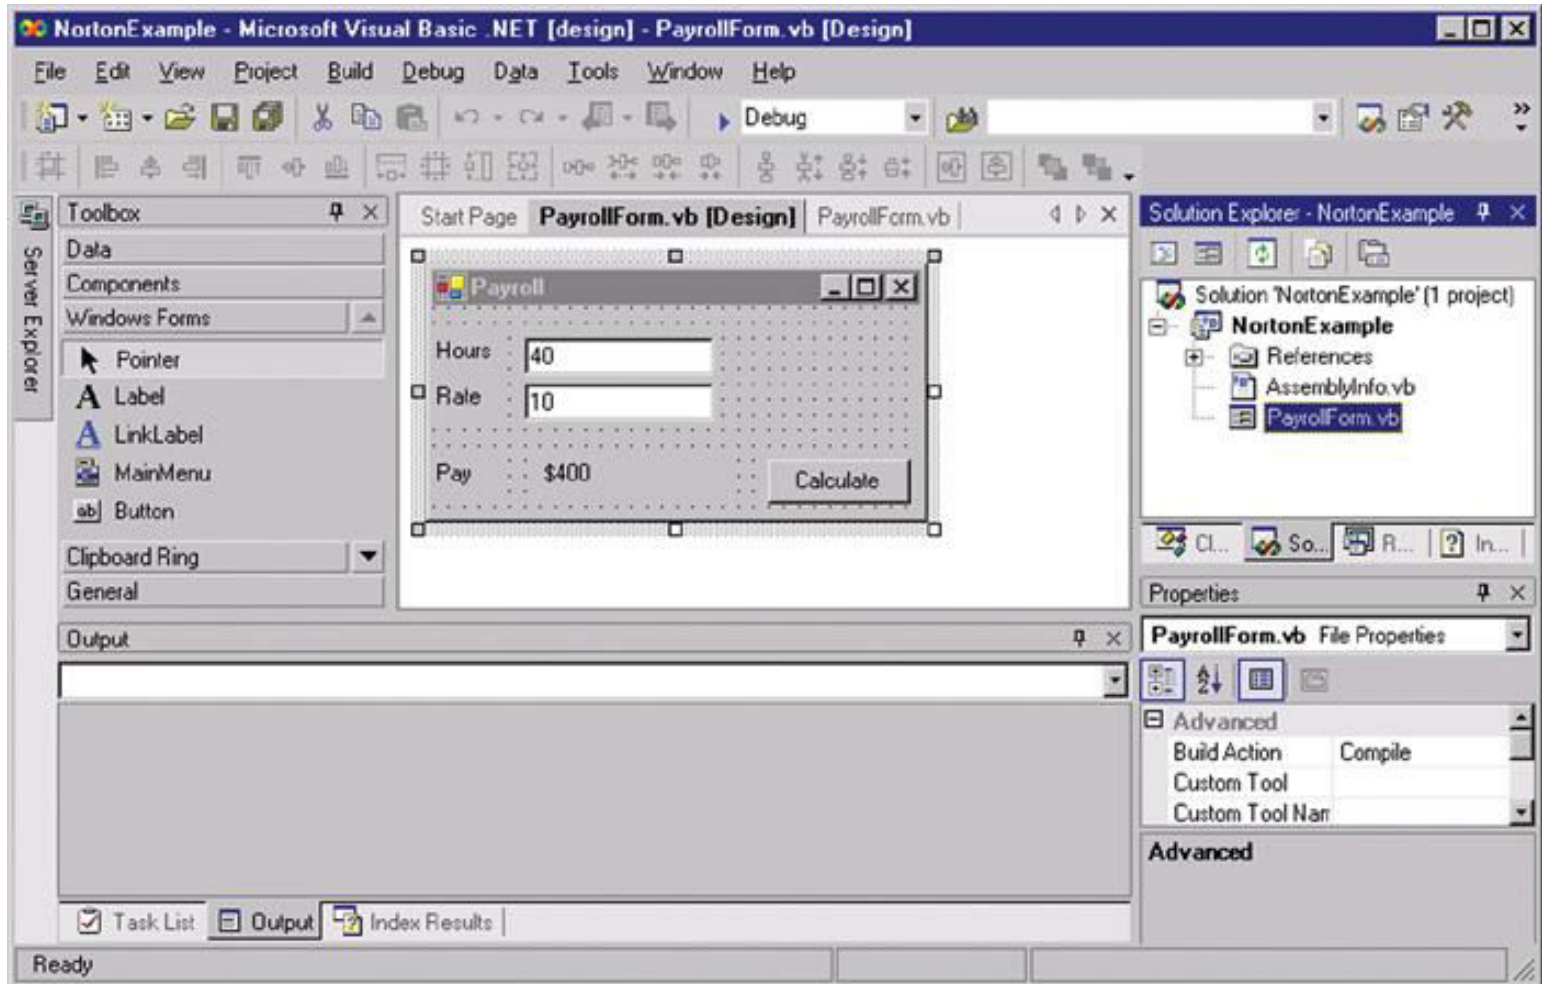 NortonExample - Microsoft Visual Basic .NET [design] - PayrollForm.vb [Design]
File Edit View Project Build Debug Data Tools Window Help
Debug
Server Explorer
Toolbox
Data
Components
Windows Forms
Pointer
Label
LinkLabel
MainMenu
Button
Clipboard Ring
General
Start Page PayrollForm.vb [Design] PayrollForm.vb
Payroll
Hours 40
Rate 10
Pay $400 Calculate
Solution Explorer - NortonExample
Solution 'NortonExample' (1 project)
NortonExample
References
AssemblyInfo.vb
PayrollForm.vb
Cl... So... R... In...
Properties
PayrollForm.vb File Properties
Advanced
Build Action Compile
Custom Tool
Custom Tool Nam
Advanced
Output
Task List Output Index Results
Ready